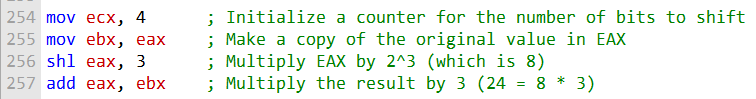 254 mov ecx, 4 ; Initialize a counter for the number of bits to shift
255 mov ebx, eax ; Make a copy of the original value in EAX
256 shl eax, 3 ; Multiply EAX by 2^3 (which is 8)
257 add eax, ebx ; Multiply the result by 3 (24 = 8 * 3)